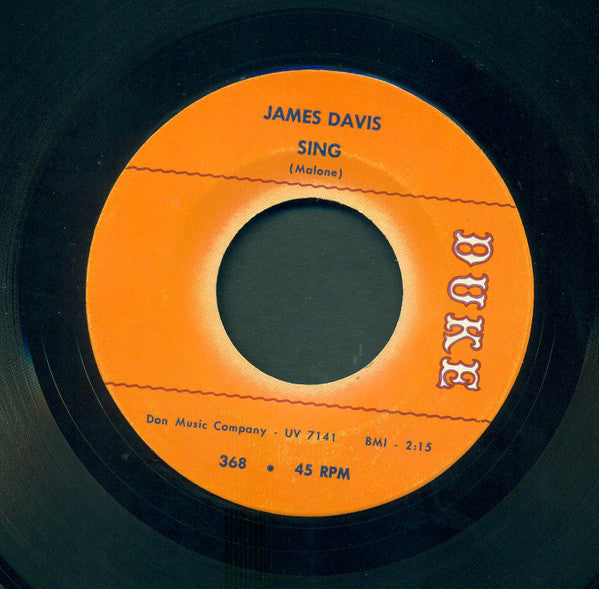 JAMES DAVIS
SING
(Malone)
DUKE
Don Music Company - UV 7141 BMI - 2:15
368 • 45 RPM